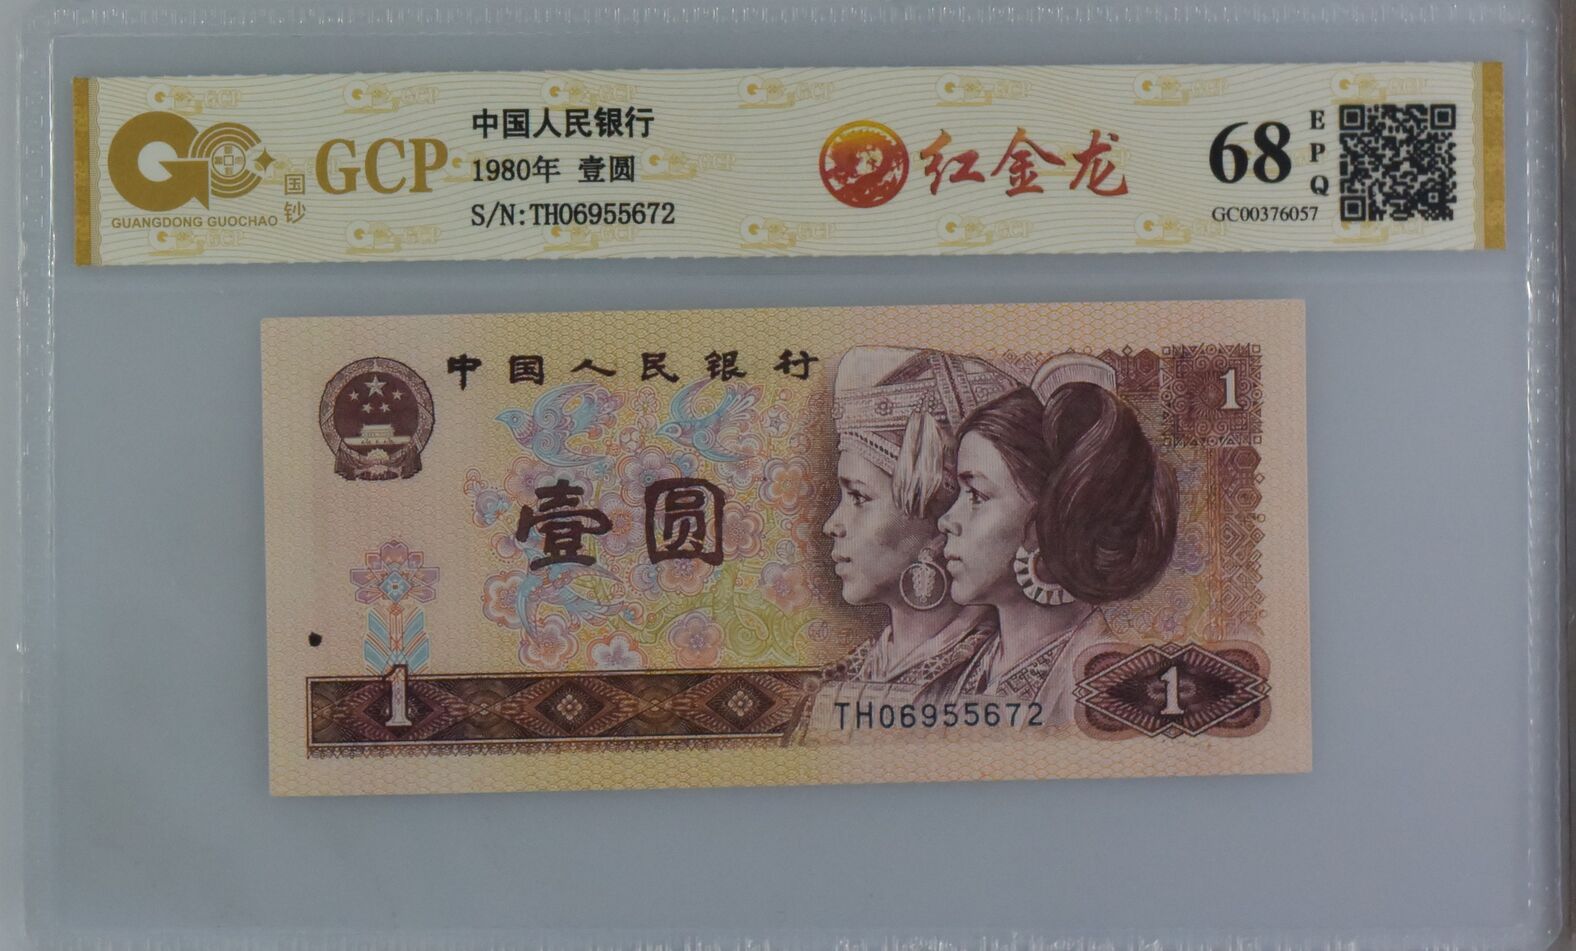 GCP
国钞
GUANGDONG GUOCHAO
中国人民银行
1980年 壹圆
S/N:TH06955672
红金龙
68
EPQ
GC00376057
中国人民银行
1
壹圆
1
TH06955672
1